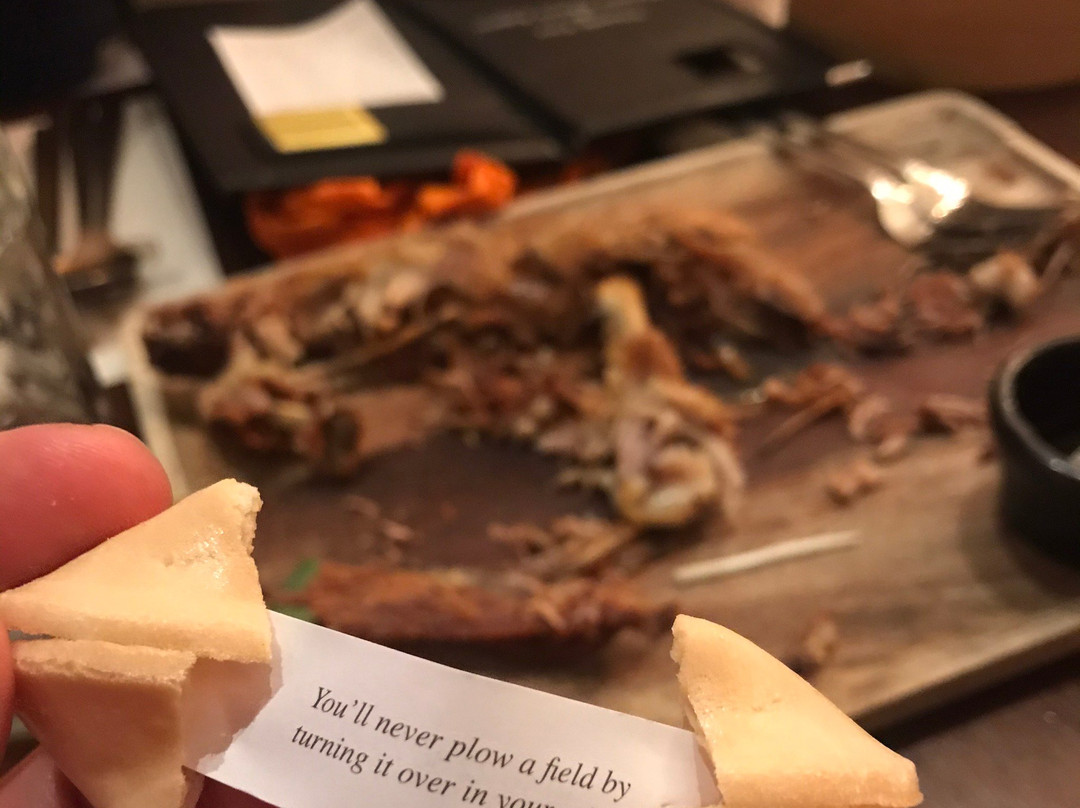 You'll never plow a field by
turning it over in your